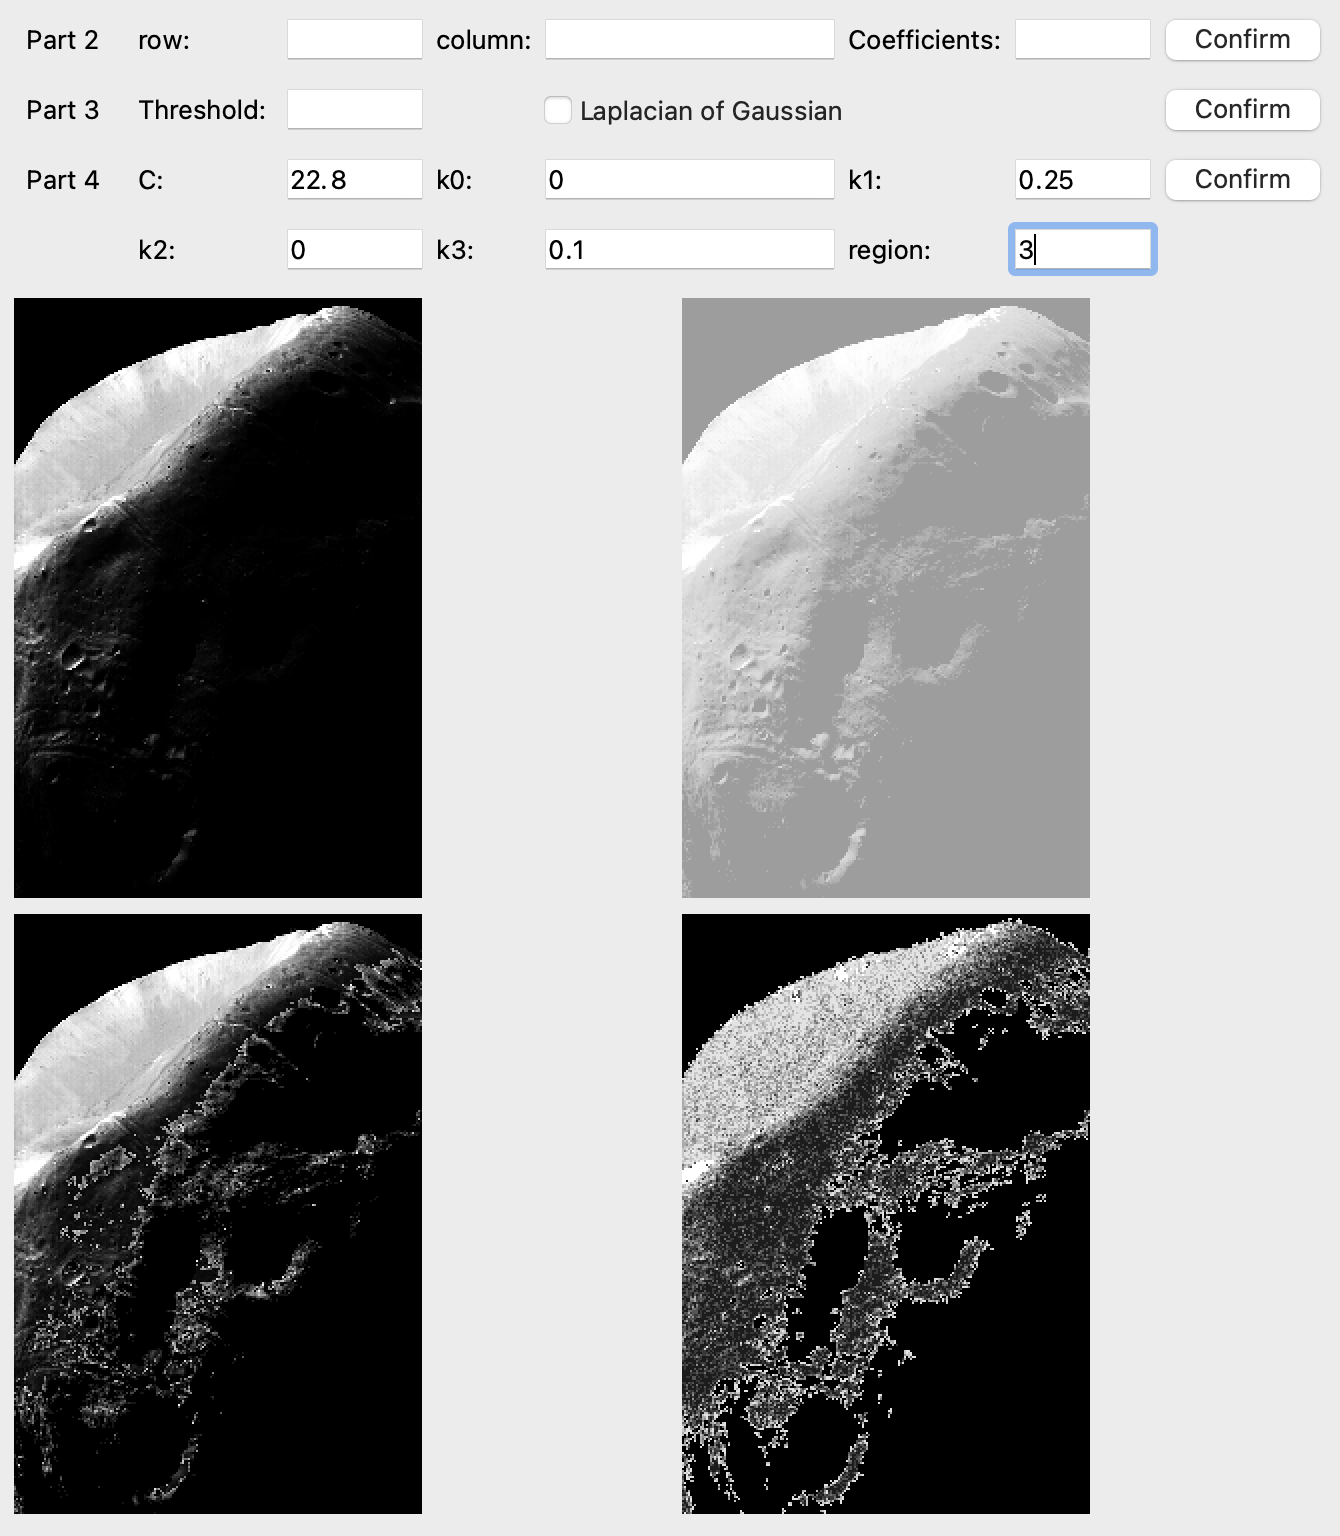 Part 2 row: column: Coefficients: Confirm
Part 3 Threshold: Laplacian of Gaussian Confirm
Part 4 C: 22.8 k0: 0 k1: 0.25 Confirm
k2: 0 k3: 0.1 region: 3